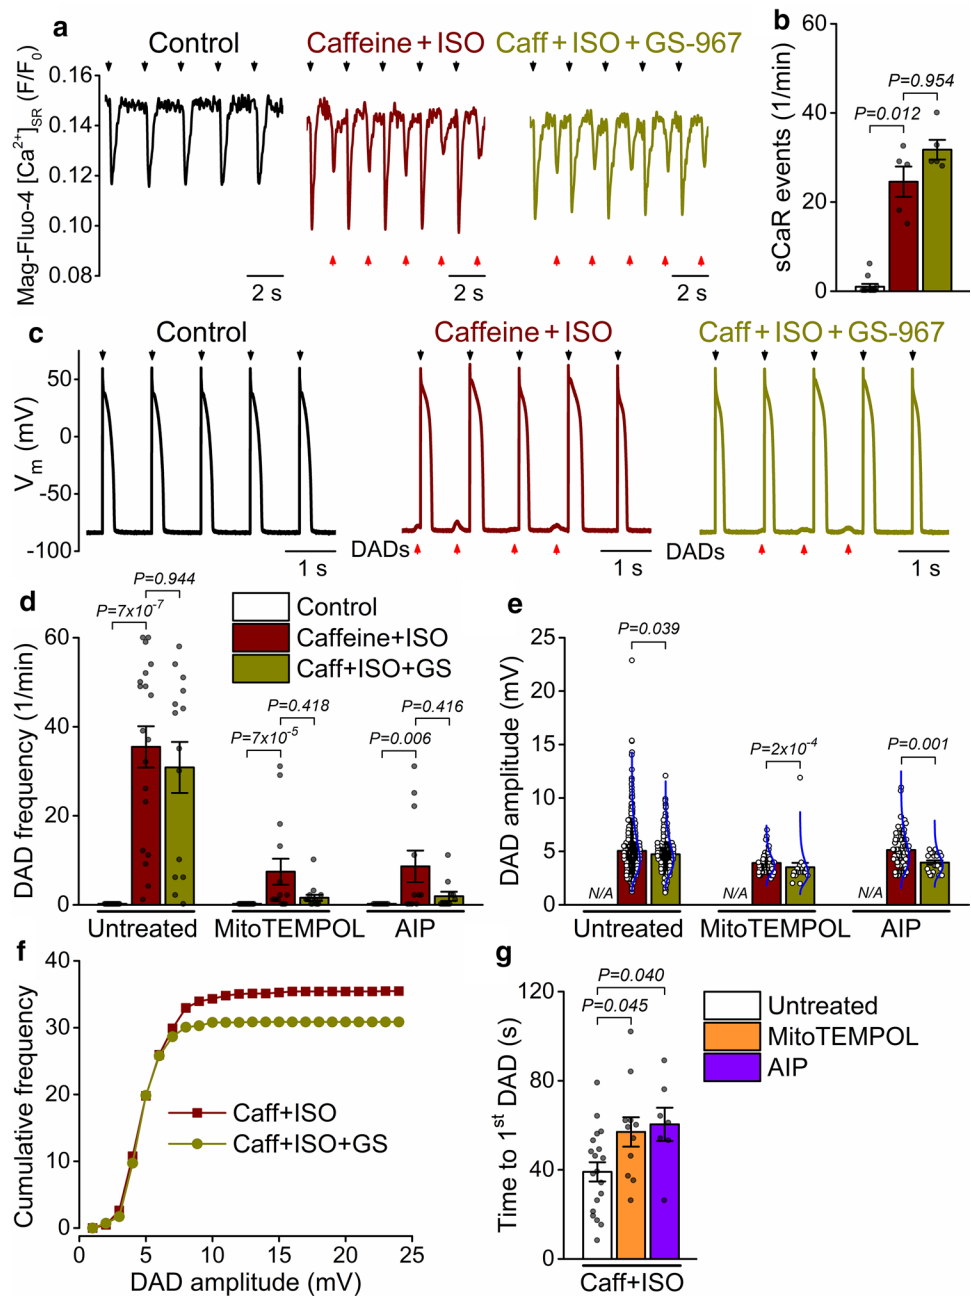 a
Control
Caffeine+ISO
Caff+ISO+GS-967
Mag-Fluo-4 [Ca²⁺]SR (F/F₀)
0.16
0.14
0.12
0.10
0.08
2 s
2 s
2 s
b
sCaR events (1/min)
60
40
20
0
P=0.954
P=0.012
c
Control
Caffeine+ISO
Caff+ISO+GS-967
Vm (mV)
50
0
-50
-100
DADs
DADs
1 s
1 s
1 s
d
Control
Caffeine+ISO
Caff+ISO+GS
DAD frequency (1/min)
60
40
20
0
P=0.944
P=7x10⁻⁷
P=0.418
P=7x10⁻⁵
P=0.416
P=0.006
Untreated
MitoTEMPOL
AIP
e
DAD amplitude (mV)
25
20
15
10
5
0
P=0.039
P=2x10⁻⁴
P=0.001
N/A
N/A
N/A
Untreated
MitoTEMPOL
AIP
f
Cumulative frequency
40
30
20
10
0
Caff+ISO
Caff+ISO+GS
0
5
10
15
20
25
DAD amplitude (mV)
g
Time to 1st DAD (s)
120
80
40
0
P=0.040
P=0.045
Untreated
MitoTEMPOL
AIP
Caff+ISO